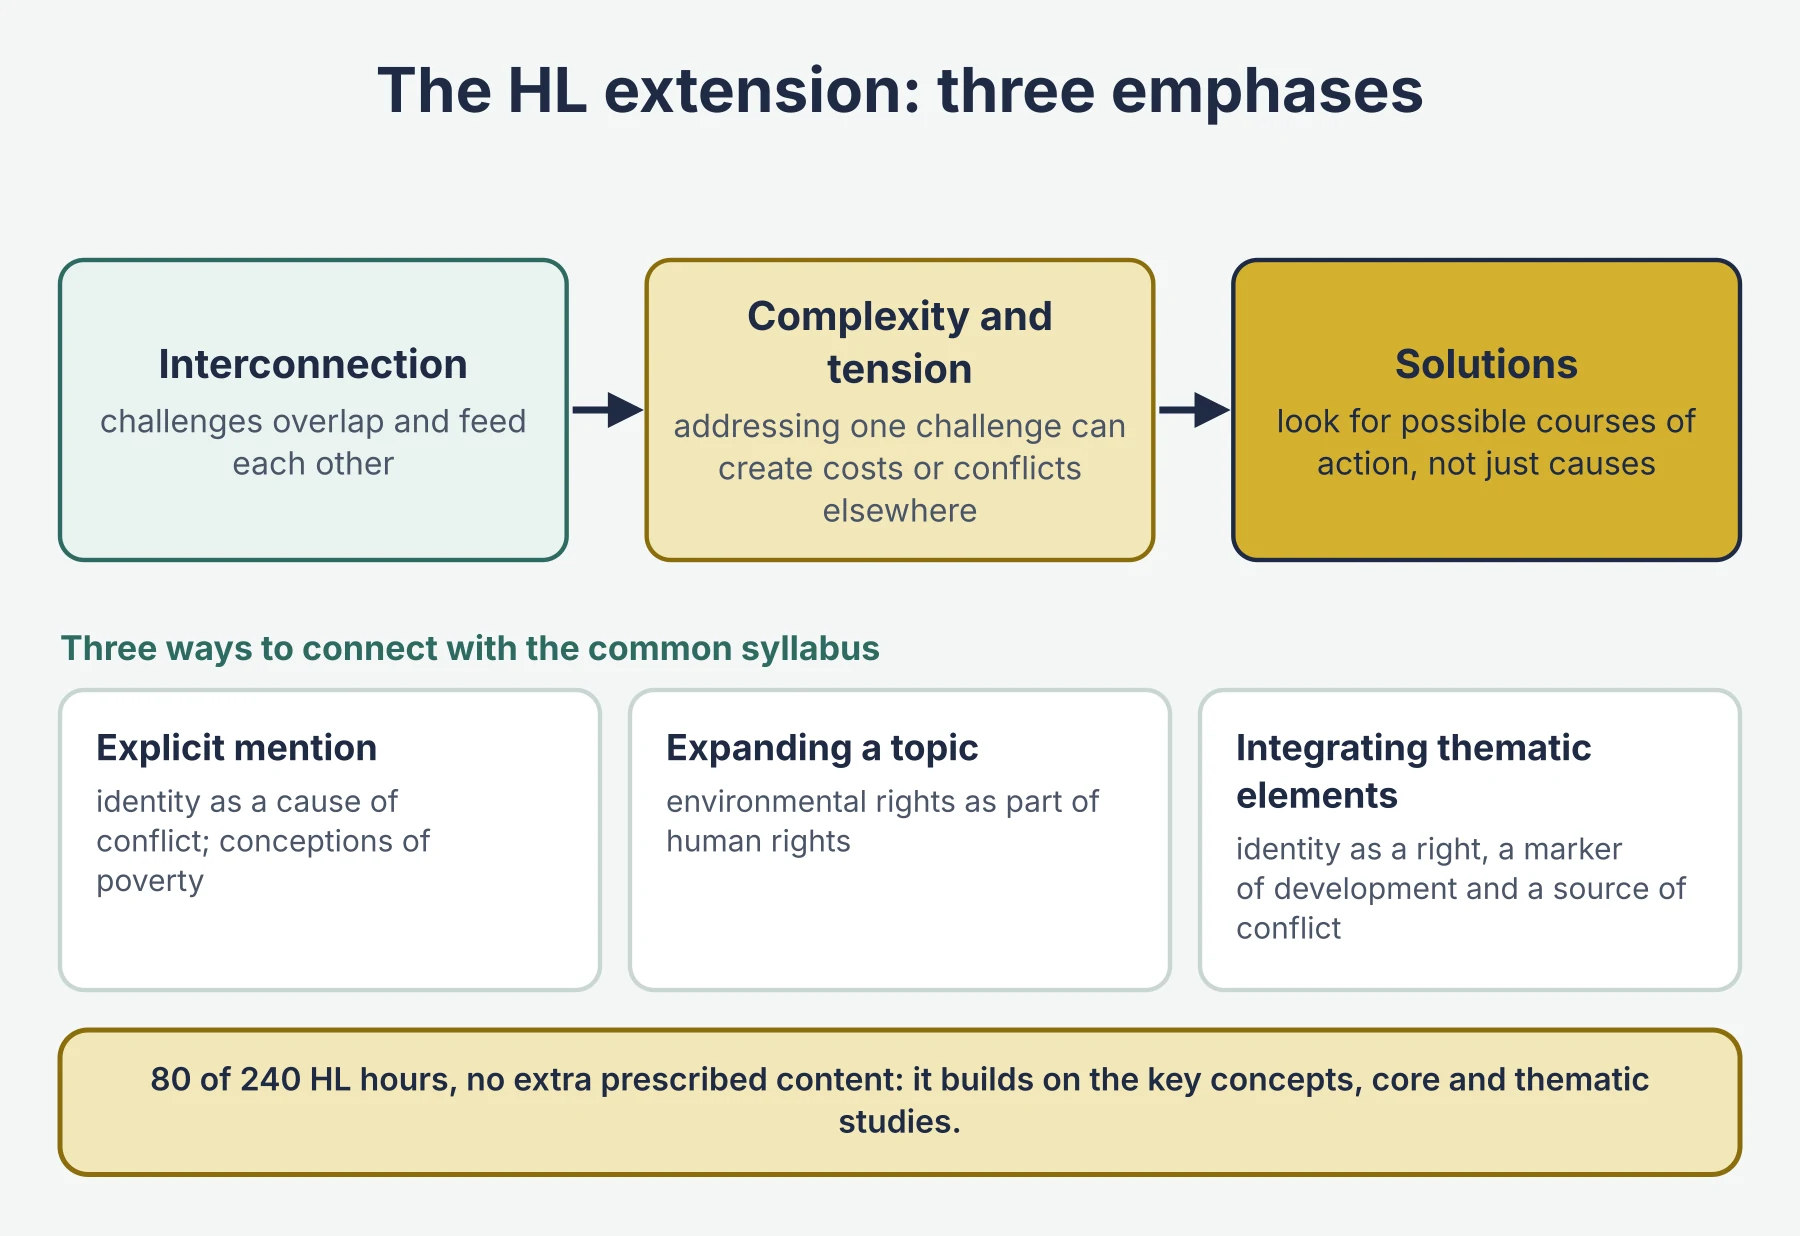 The HL extension: three emphases
Interconnection
challenges overlap and feed
each other
Complexity and
tension
addressing one challenge can
create costs or conflicts
elsewhere
Solutions
look for possible courses of
action, not just causes
Three ways to connect with the common syllabus
Explicit mention
identity as a cause of
conflict; conceptions of
poverty
Expanding a topic
environmental rights as part of
human rights
Integrating thematic
elements
identity as a right, a marker
of development and a source of
conflict
80 of 240 HL hours, no extra prescribed content: it builds on the key concepts, core and thematic
studies.